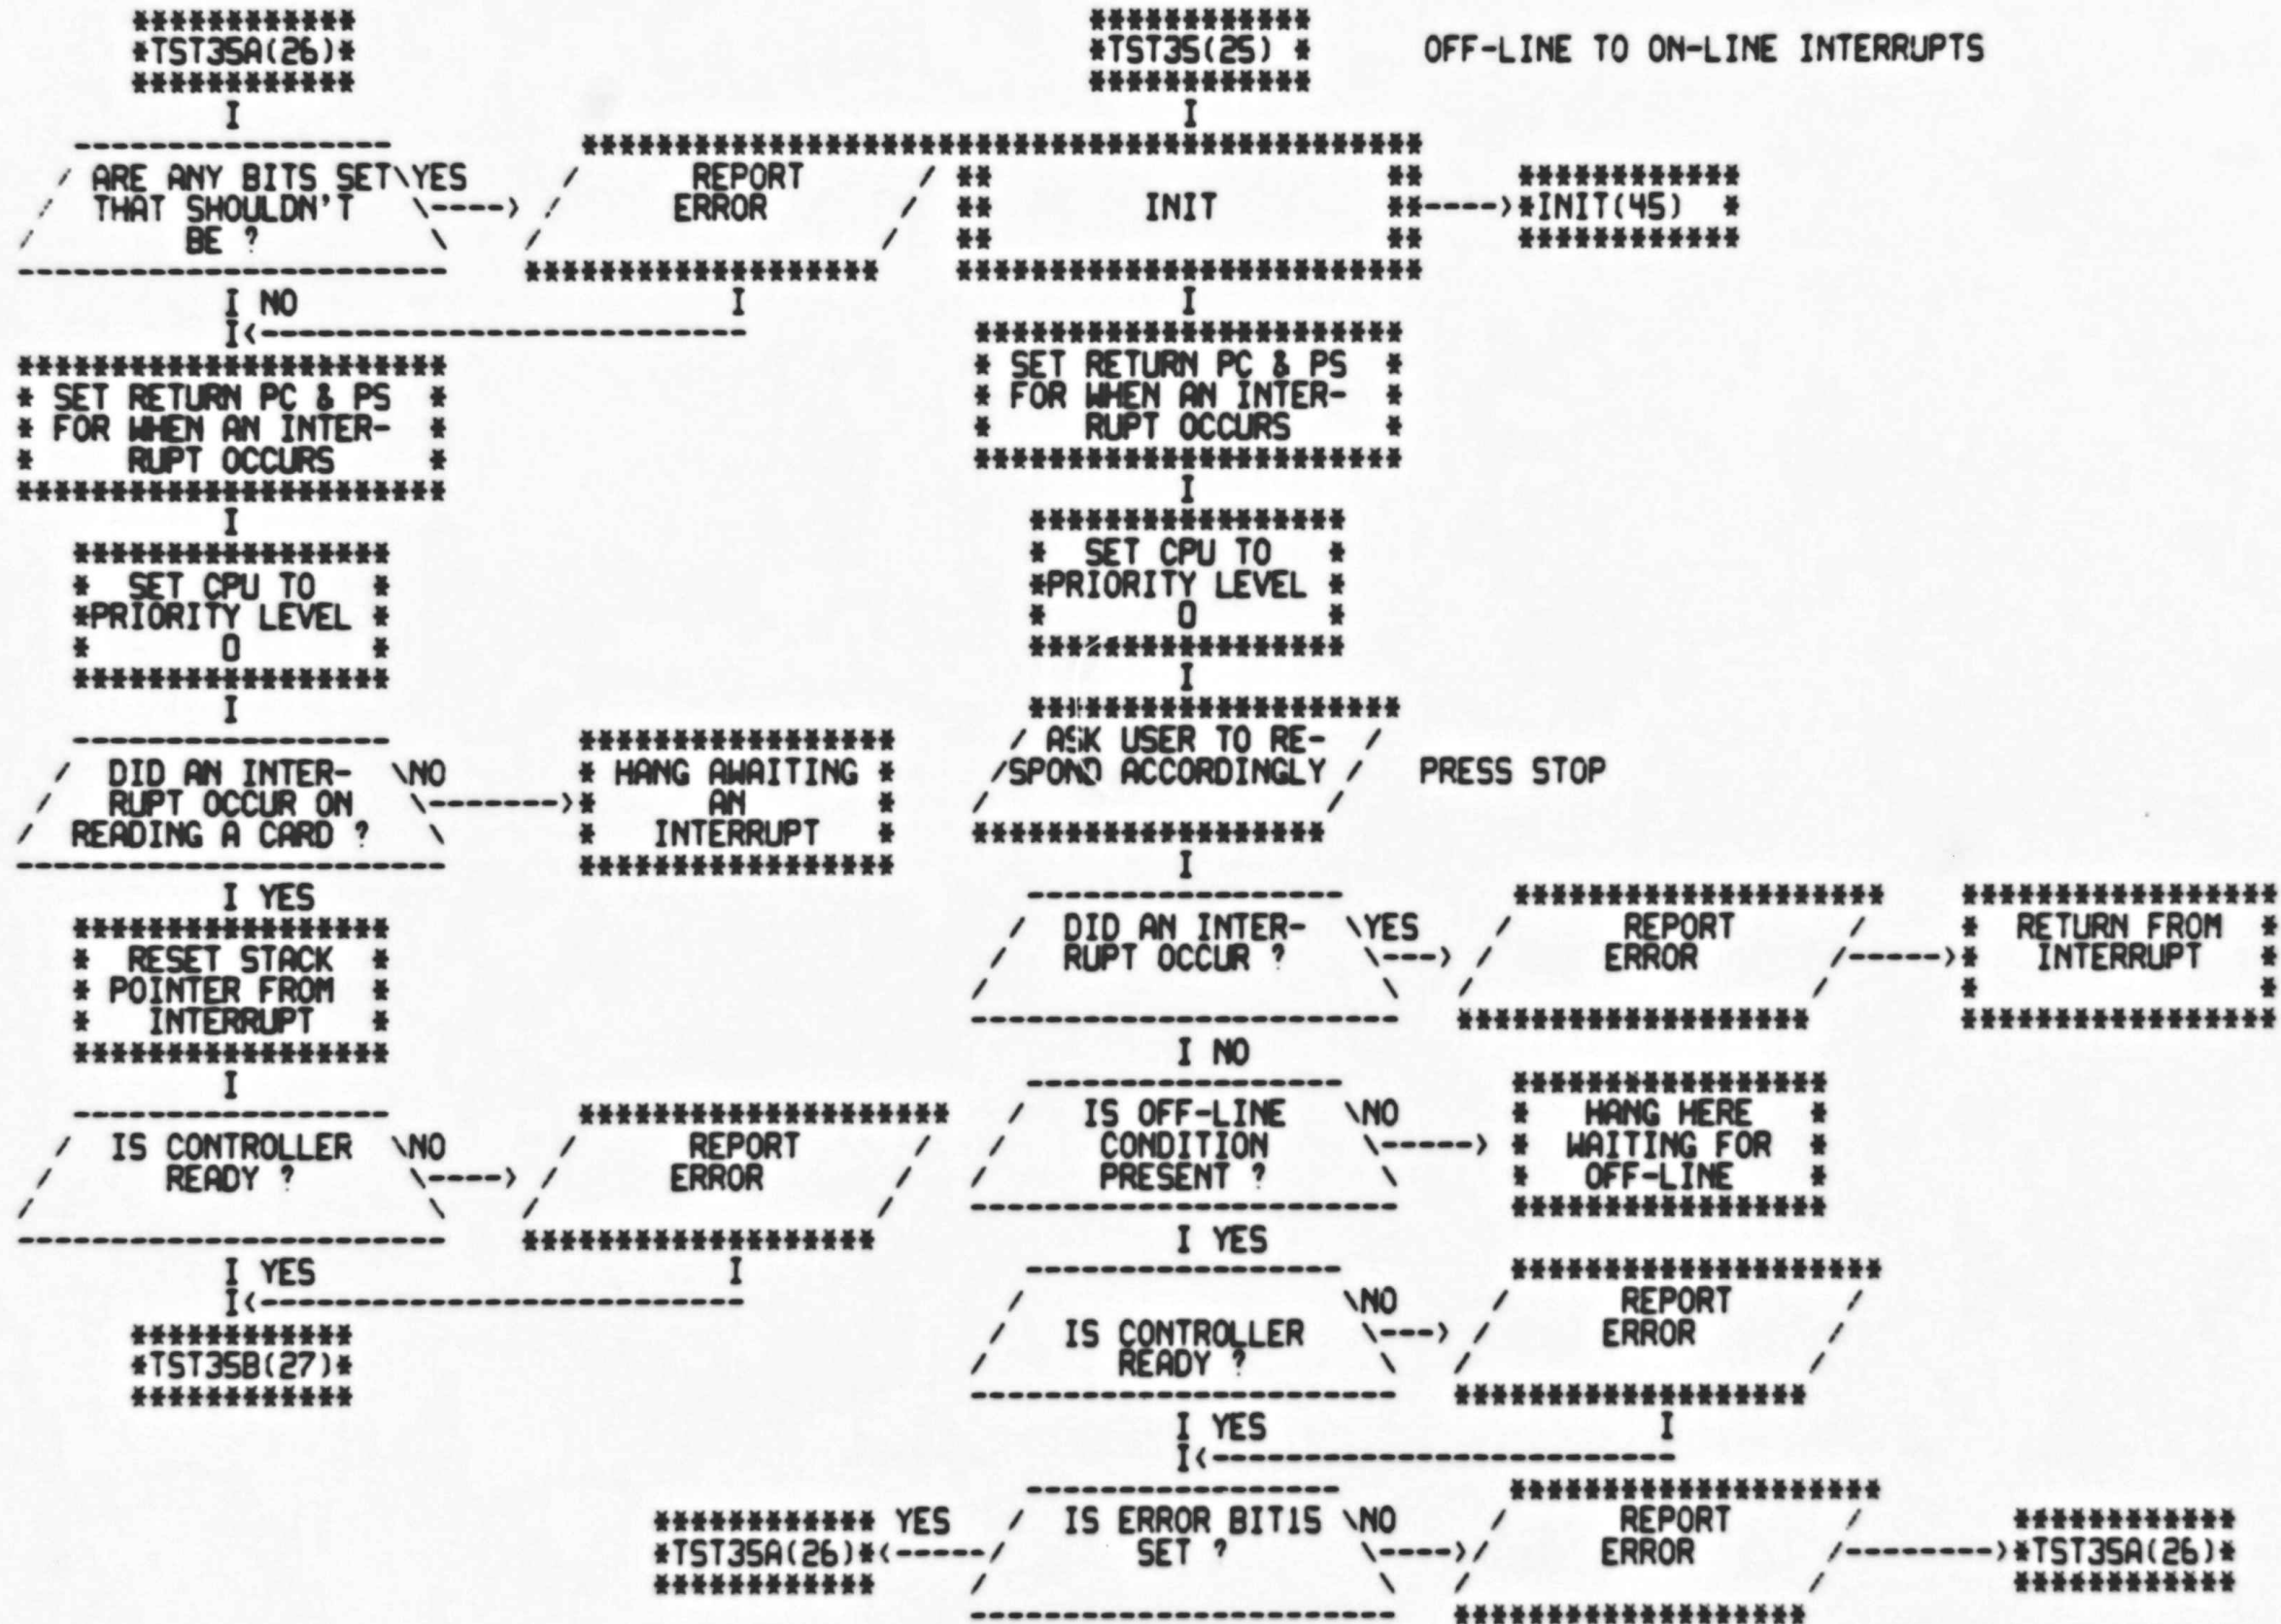 TST35A(26)
ARE ANY BITS SET YES
THAT SHOULDN'T
BE ?
REPORT
ERROR
NO
SET RETURN PC & PS
FOR WHEN AN INTER-
RUPT OCCURS
SET CPU TO
PRIORITY LEVEL
0
DID AN INTER- NO
RUPT OCCUR ON
READING A CARD ?
HANG AWAITING
AN
INTERRUPT
YES
RESET STACK
POINTER FROM
INTERRUPT
IS CONTROLLER NO
READY ?
REPORT
ERROR
YES
TST35B(27)
TST35(25)
OFF-LINE TO ON-LINE INTERRUPTS
INIT
INIT(45)
SET RETURN PC & PS
FOR WHEN AN INTER-
RUPT OCCURS
SET CPU TO
PRIORITY LEVEL
0
ASK USER TO RE-
SPOND ACCORDINGLY
PRESS STOP
DID AN INTER- YES
RUPT OCCUR ?
REPORT
ERROR
RETURN FROM
INTERRUPT
NO
IS OFF-LINE NO
CONDITION
PRESENT ?
HANG HERE
WAITING FOR
OFF-LINE
YES
NO
IS CONTROLLER
READY ?
REPORT
ERROR
YES
IS ERROR BIT15 NO
SET ?
YES
TST35A(26)
REPORT
ERROR
TST35A(26)